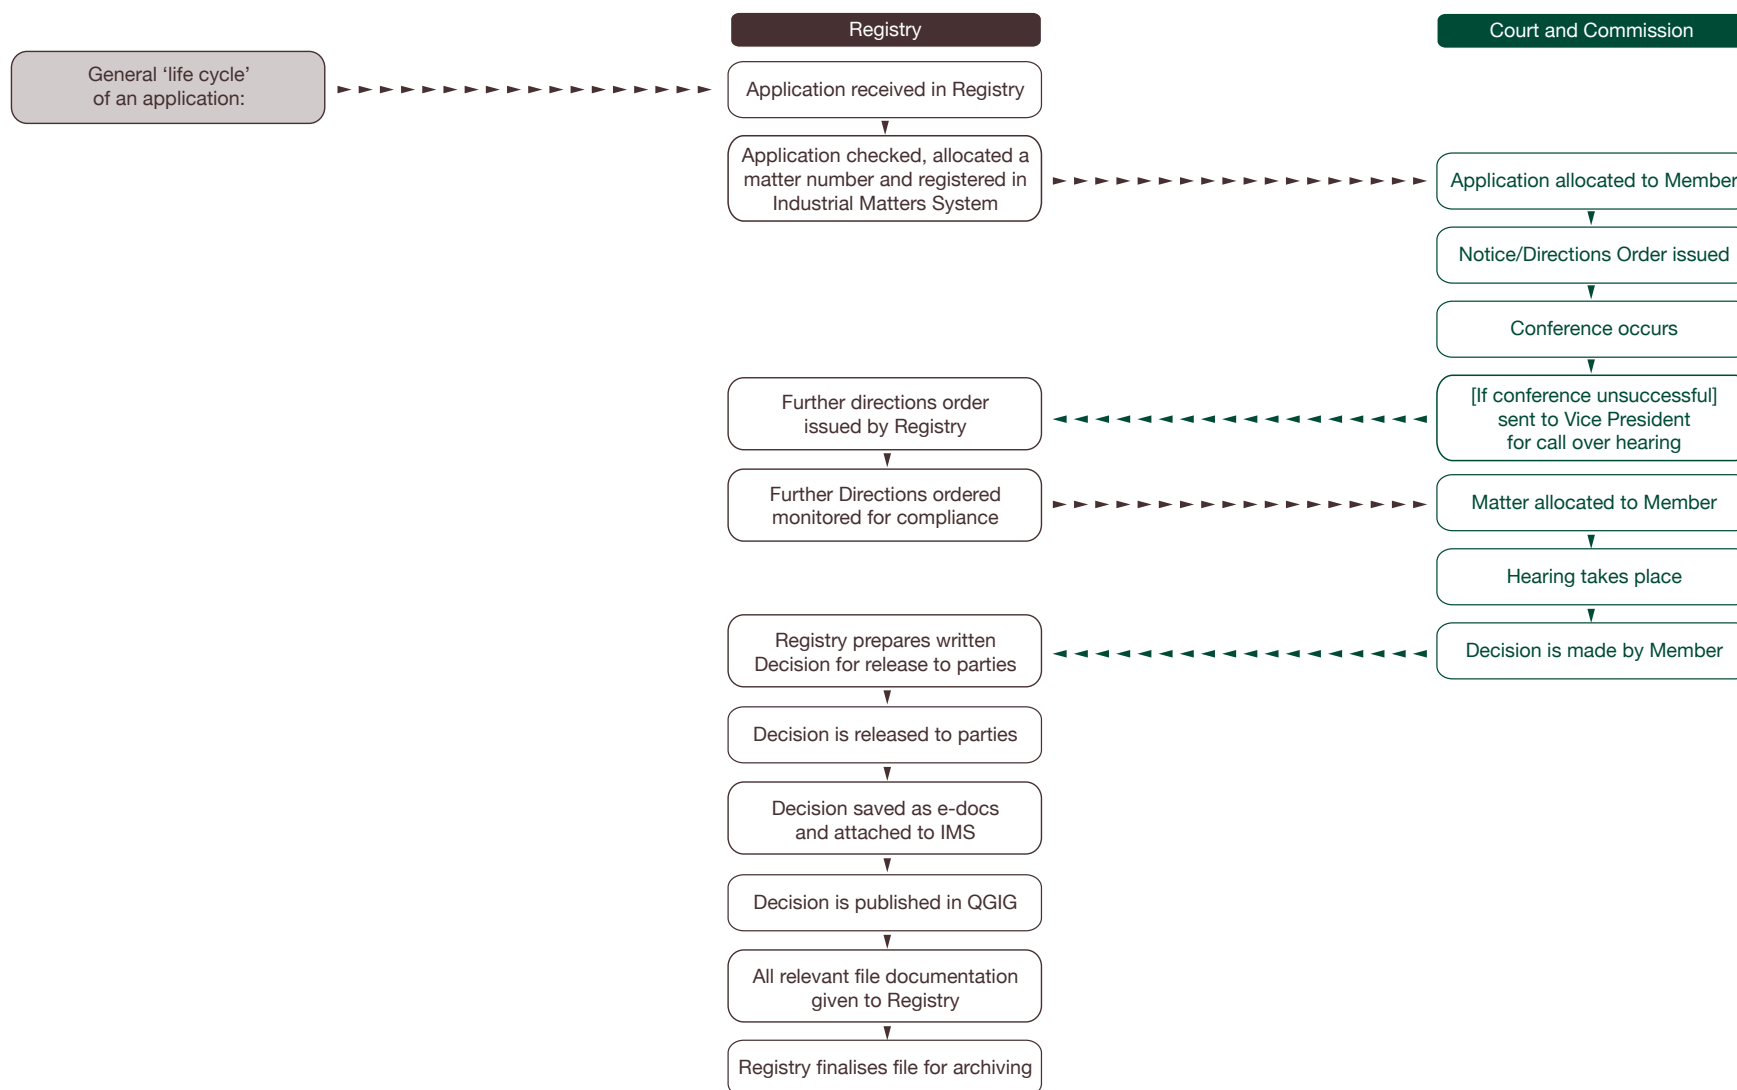 Registry
Court and Commission
General ‘life cycle’
of an application:
Application received in Registry
Application checked, allocated a
matter number and registered in
Industrial Matters System
Application allocated to Member
Notice/Directions Order issued
Conference occurs
[If conference unsuccessful]
sent to Vice President
for call over hearing
Further directions order
issued by Registry
Further Directions ordered
monitored for compliance
Matter allocated to Member
Hearing takes place
Decision is made by Member
Registry prepares written
Decision for release to parties
Decision is released to parties
Decision saved as e-docs
and attached to IMS
Decision is published in QGIG
All relevant file documentation
given to Registry
Registry finalises file for archiving